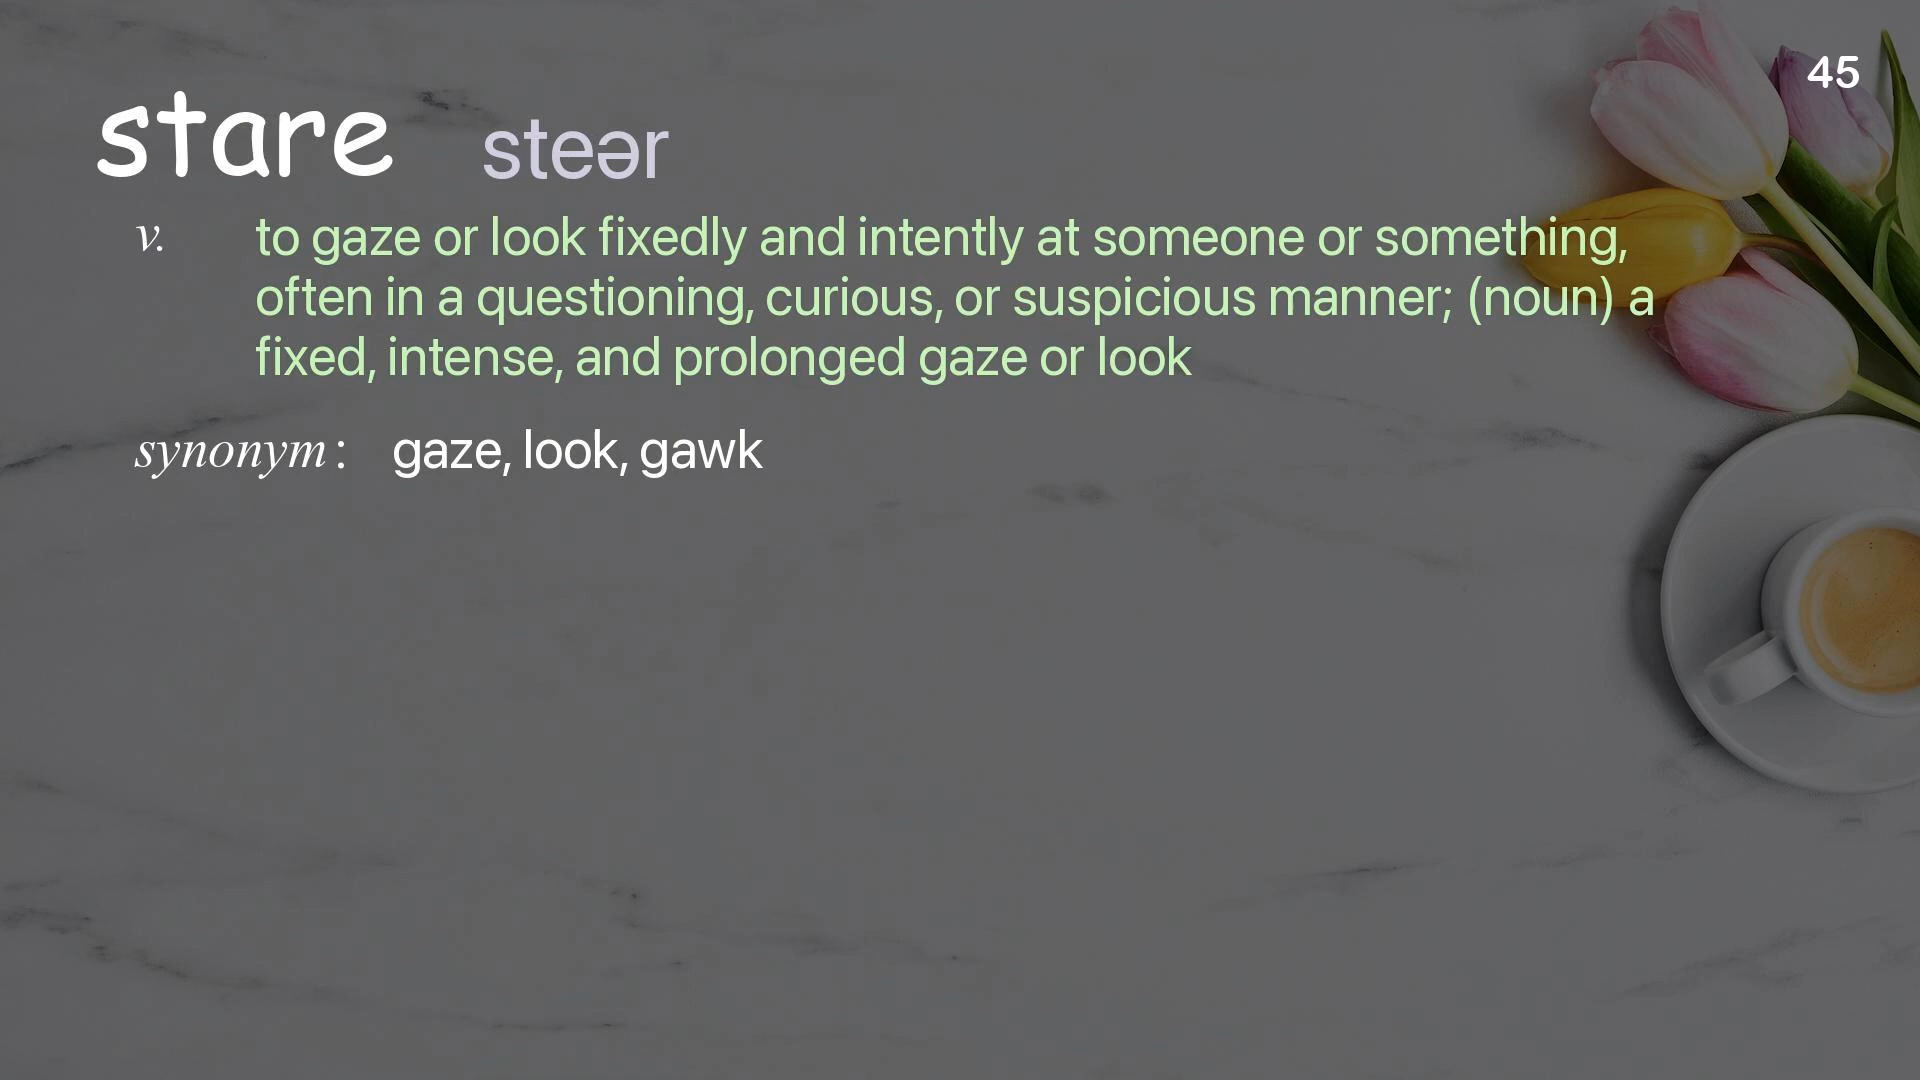 45
stare steər
v. to gaze or look fixedly and intently at someone or something,
often in a questioning, curious, or suspicious manner; (noun) a
fixed, intense, and prolonged gaze or look
synonym : gaze, look, gawk